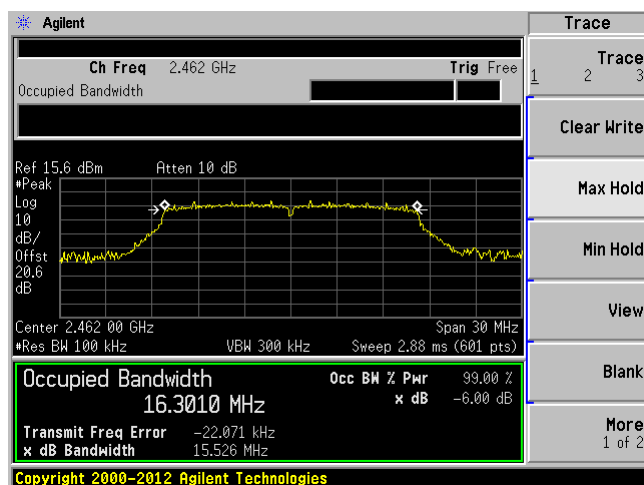 Agilent
Trace
Ch Freq 2.462 GHz Trig Free
Occupied Bandwidth
Trace
1 2 3
Clear Write
Max Hold
Min Hold
View
Blank
More
1 of 2
Ref 15.6 dBm Atten 10 dB
#Peak
Log
10
dB/
Offst
20.6
dB
Center 2.462 00 GHz Span 30 MHz
#Res BW 100 kHz VBW 300 kHz Sweep 2.88 ms (601 pts)
Occupied Bandwidth Occ BW % Pwr 99.00 %
16.3010 MHz x dB -6.00 dB
Transmit Freq Error -22.071 kHz
x dB Bandwidth 15.526 MHz
Copyright 2000-2012 Agilent Technologies